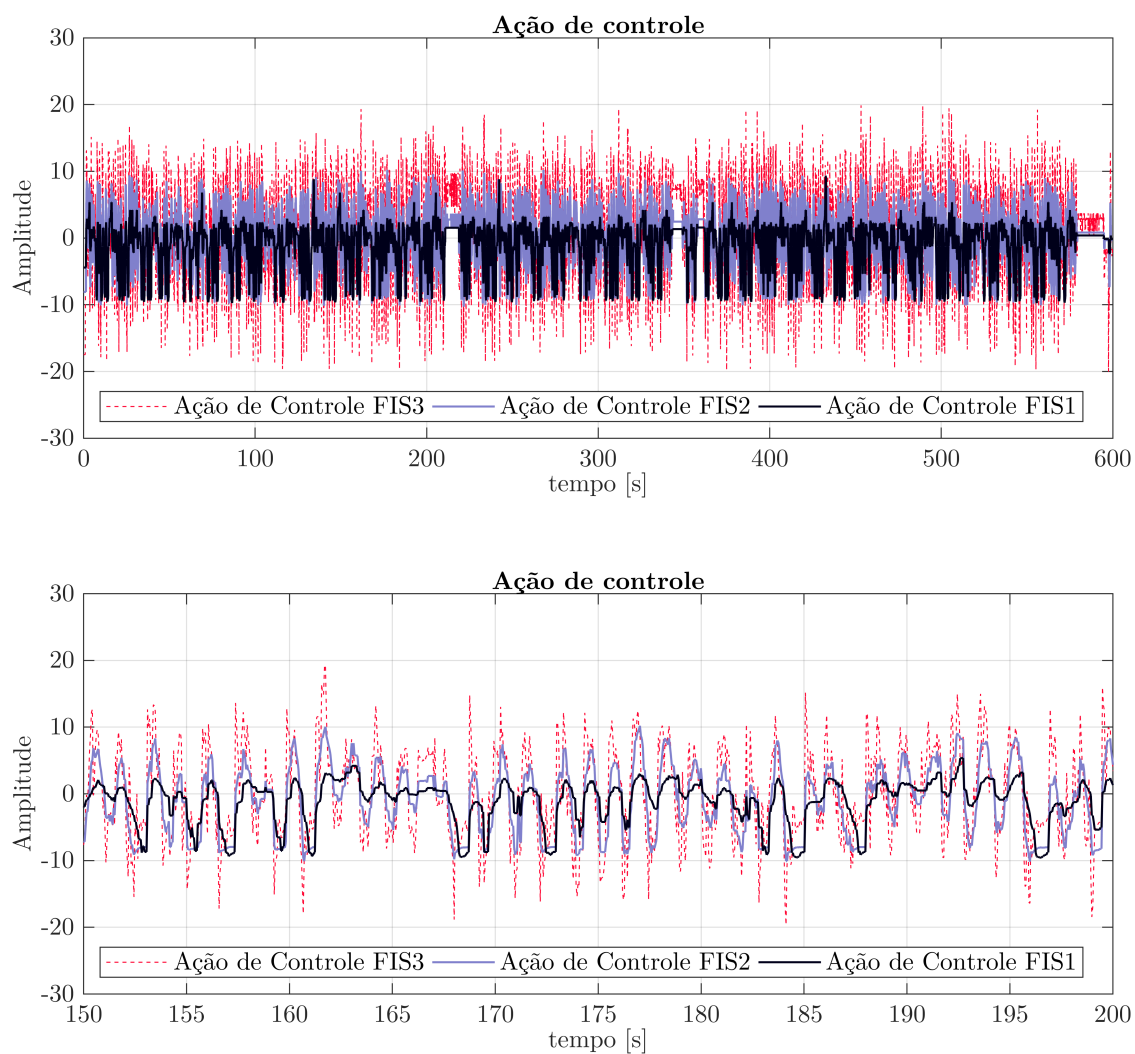 Ação de controle
30
20
10
0
-10
-20
-30
Amplitude
Ação de Controle FIS3 Ação de Controle FIS2 Ação de Controle FIS1
0 100 200 300 400 500 600
tempo [s]
Ação de controle
30
20
10
0
-10
-20
-30
Amplitude
Ação de Controle FIS3 Ação de Controle FIS2 Ação de Controle FIS1
150 155 160 165 170 175 180 185 190 195 200
tempo [s]